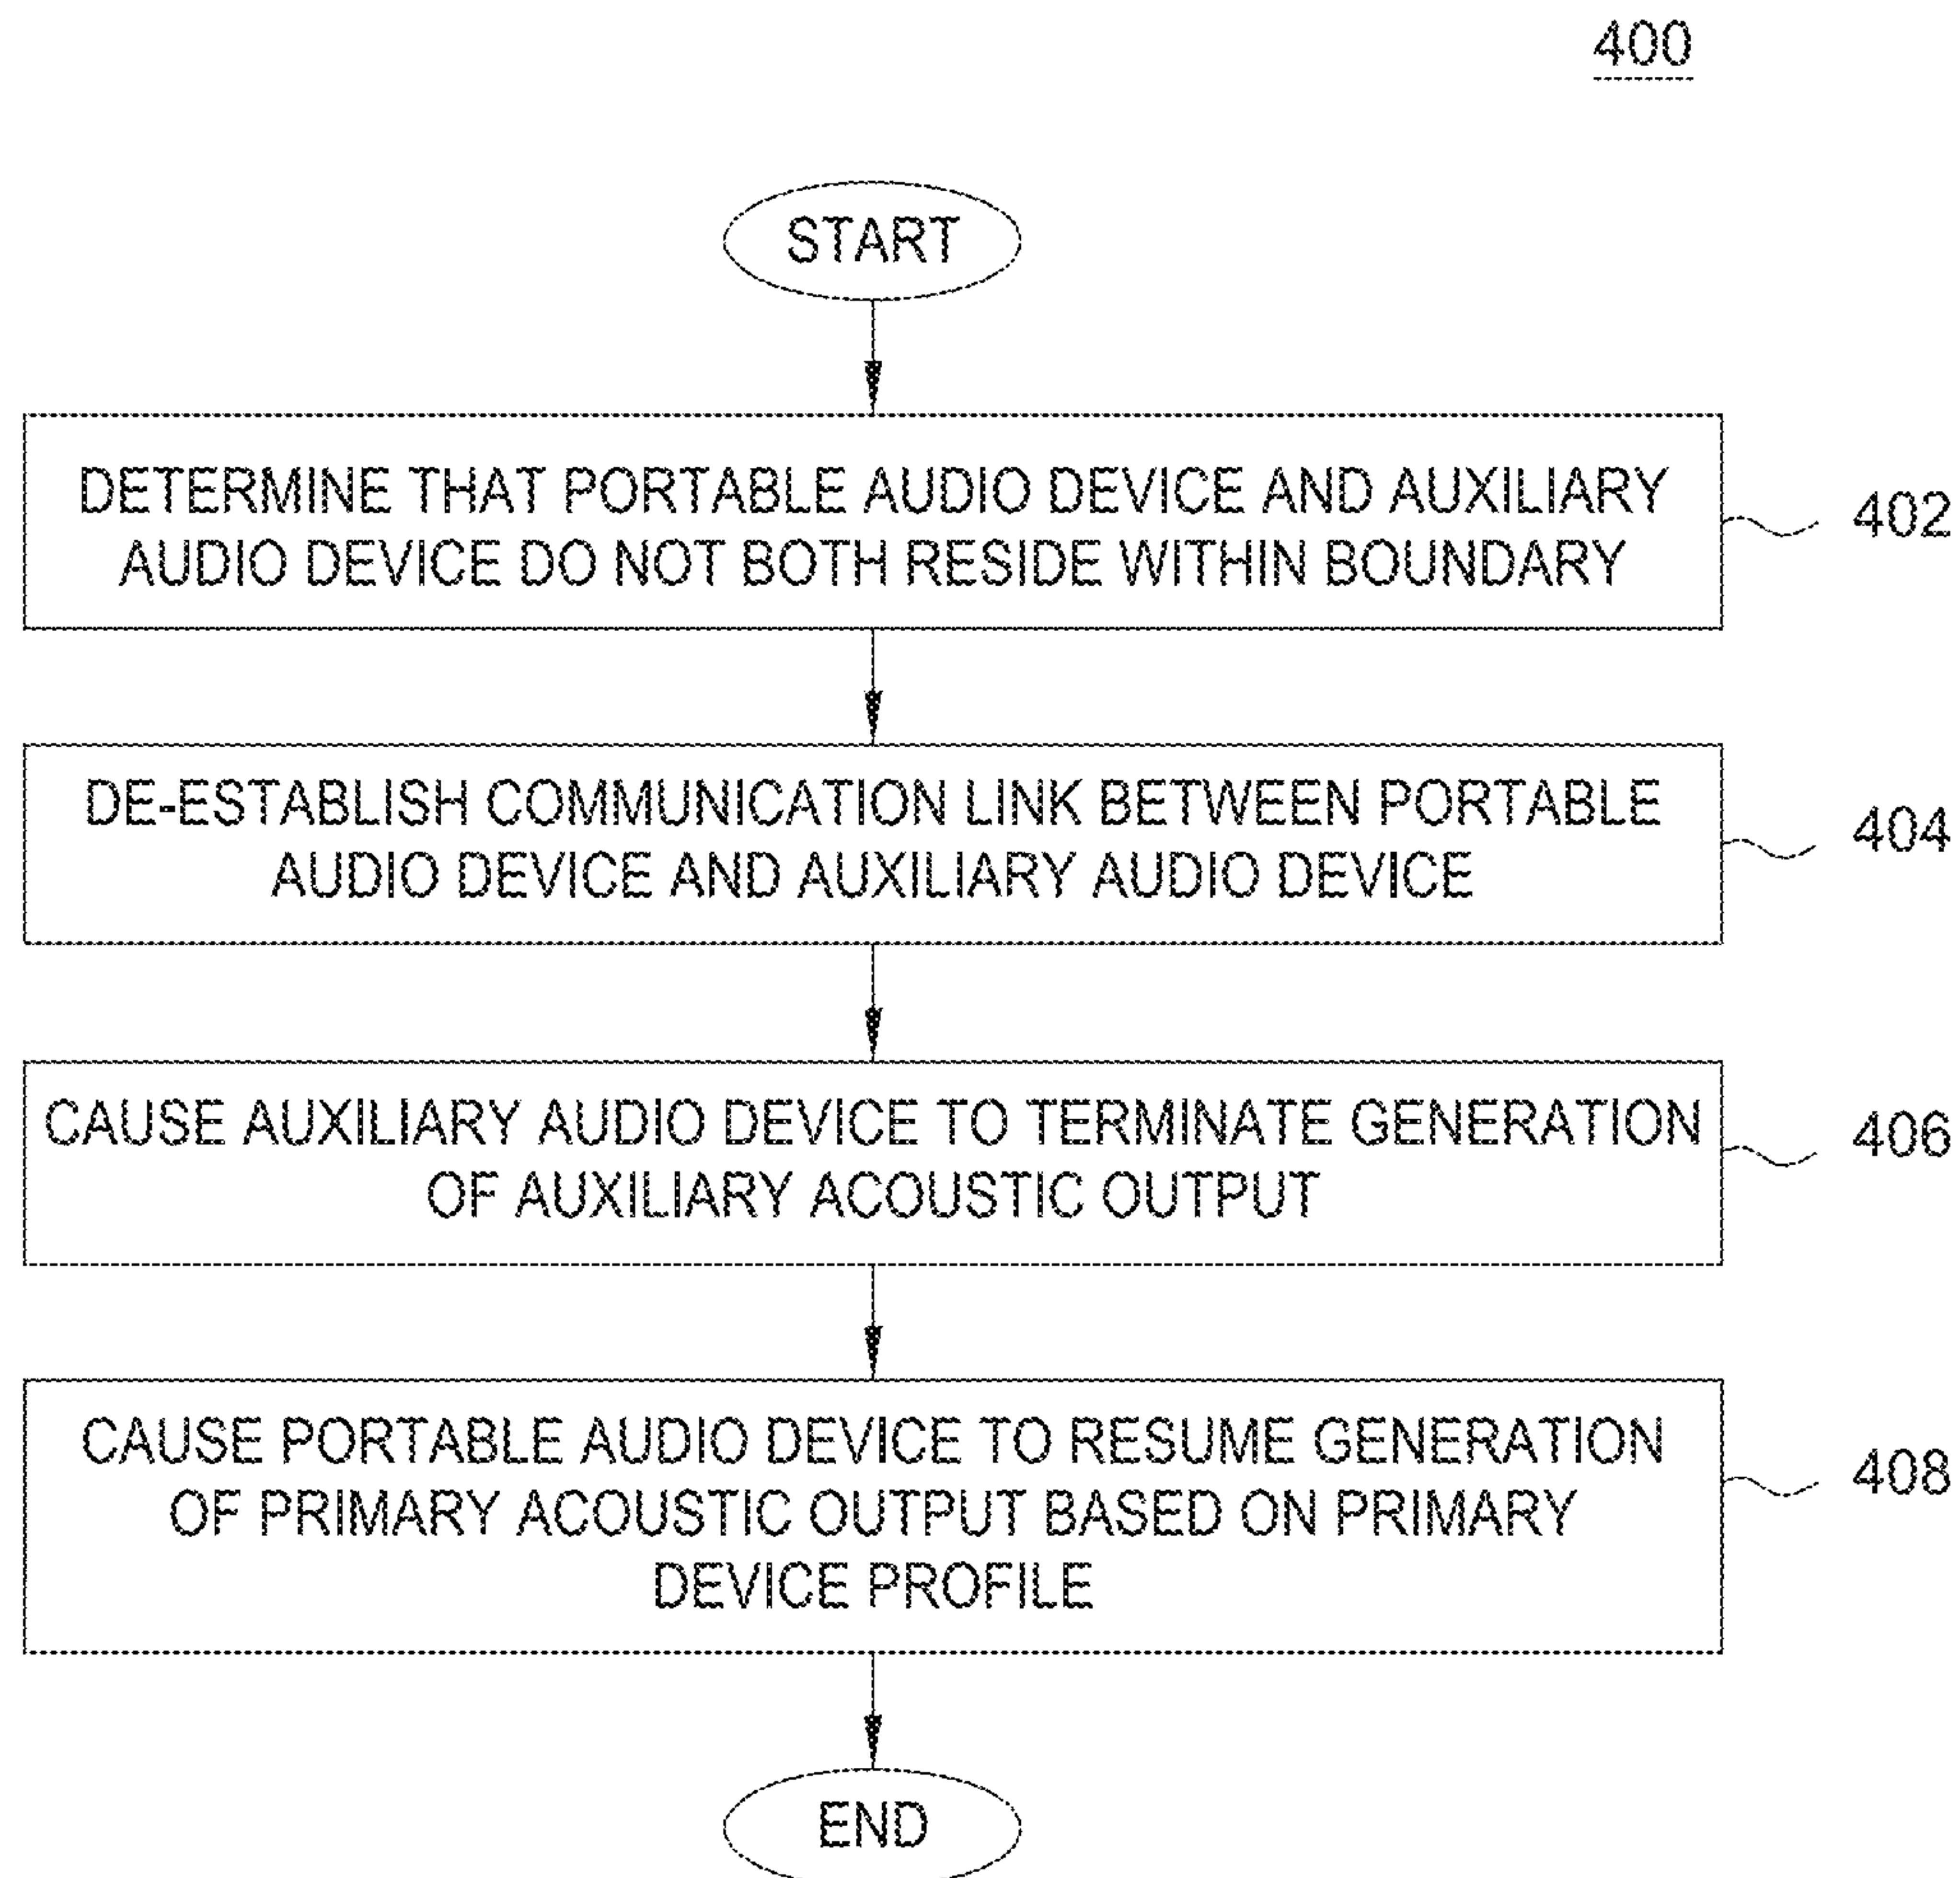 400
START
DETERMINE THAT PORTABLE AUDIO DEVICE AND AUXILIARY
AUDIO DEVICE DO NOT BOTH RESIDE WITHIN BOUNDARY
402
DE-ESTABLISH COMMUNICATION LINK BETWEEN PORTABLE
AUDIO DEVICE AND AUXILIARY AUDIO DEVICE
404
CAUSE AUXILIARY AUDIO DEVICE TO TERMINATE GENERATION
OF AUXILIARY ACOUSTIC OUTPUT
406
CAUSE PORTABLE AUDIO DEVICE TO RESUME GENERATION
OF PRIMARY ACOUSTIC OUTPUT BASED ON PRIMARY
DEVICE PROFILE
408
END